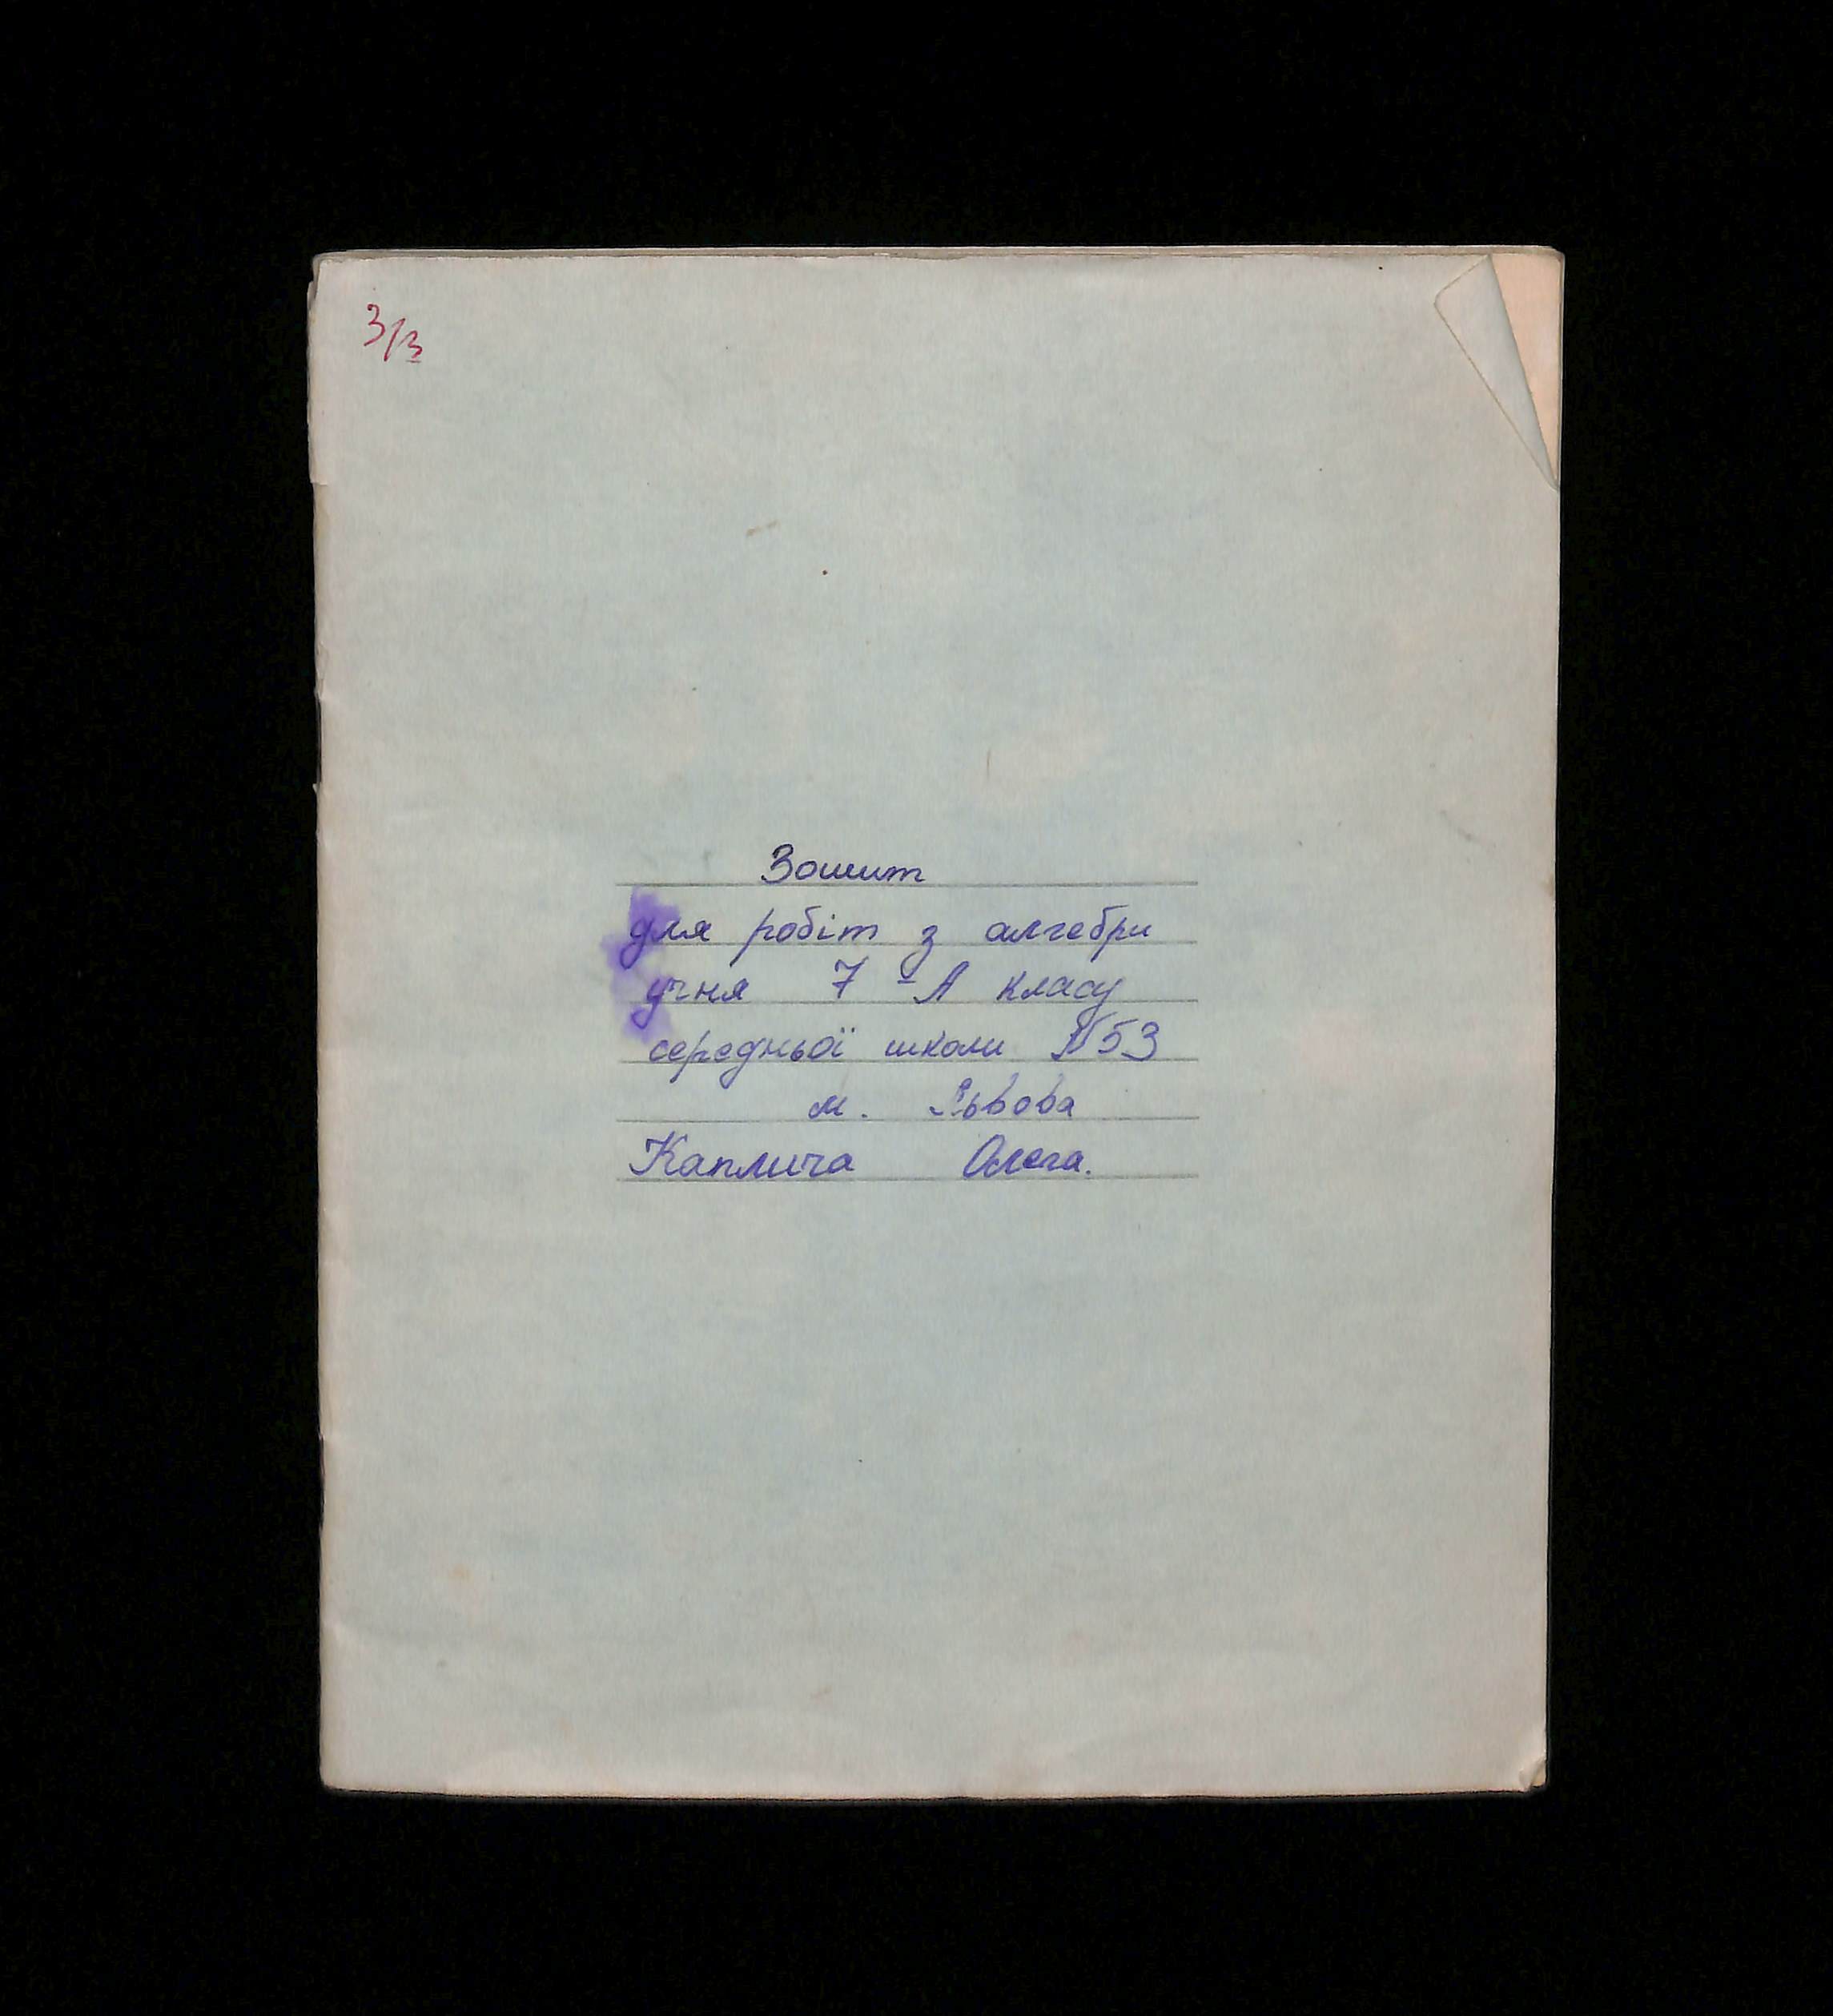 3/3
Зошит
для робіт з алгебри
учня 7-А класу
середньої школи №53
м. Львова
Каплича Олега.